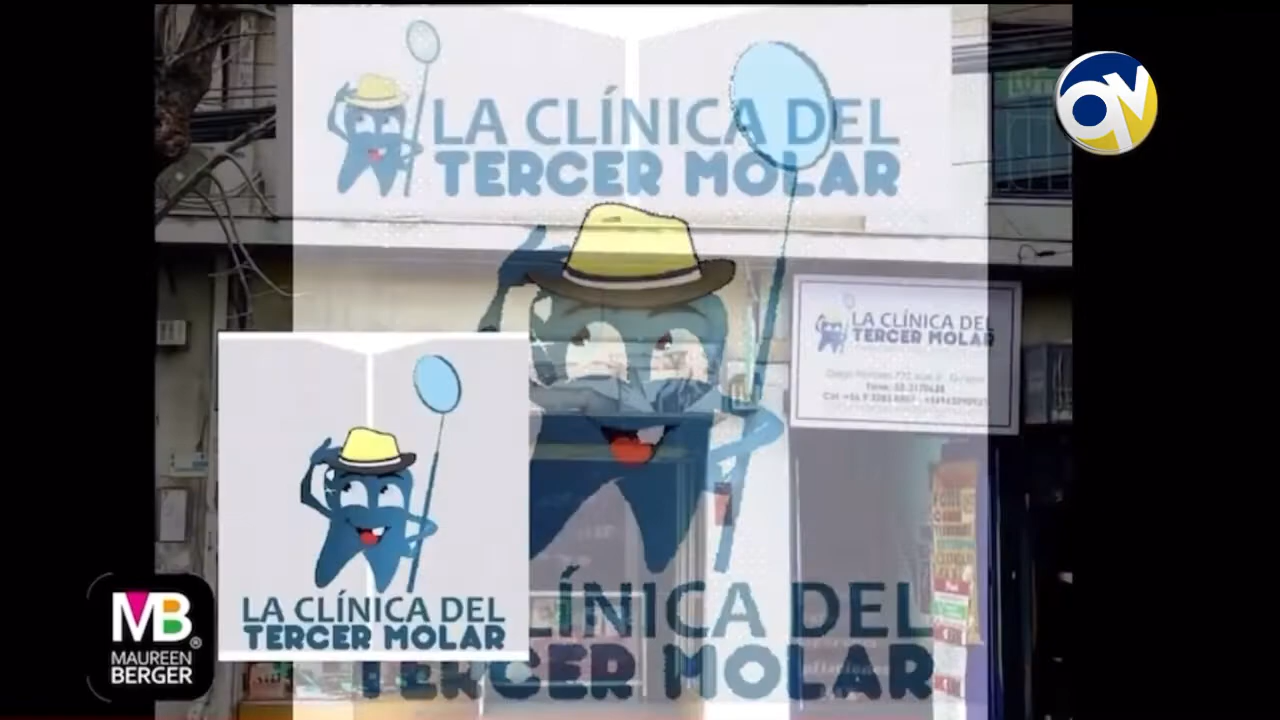 LA CLÍNICA DEL
TERCER MOLAR
LA CLÍNICA DEL
TERCER MOLAR
LA CLÍNICA DEL
TERCER MOLAR
CLÍNICA DEL
TERCER MOLAR
MB
MAUREEN
BERGER